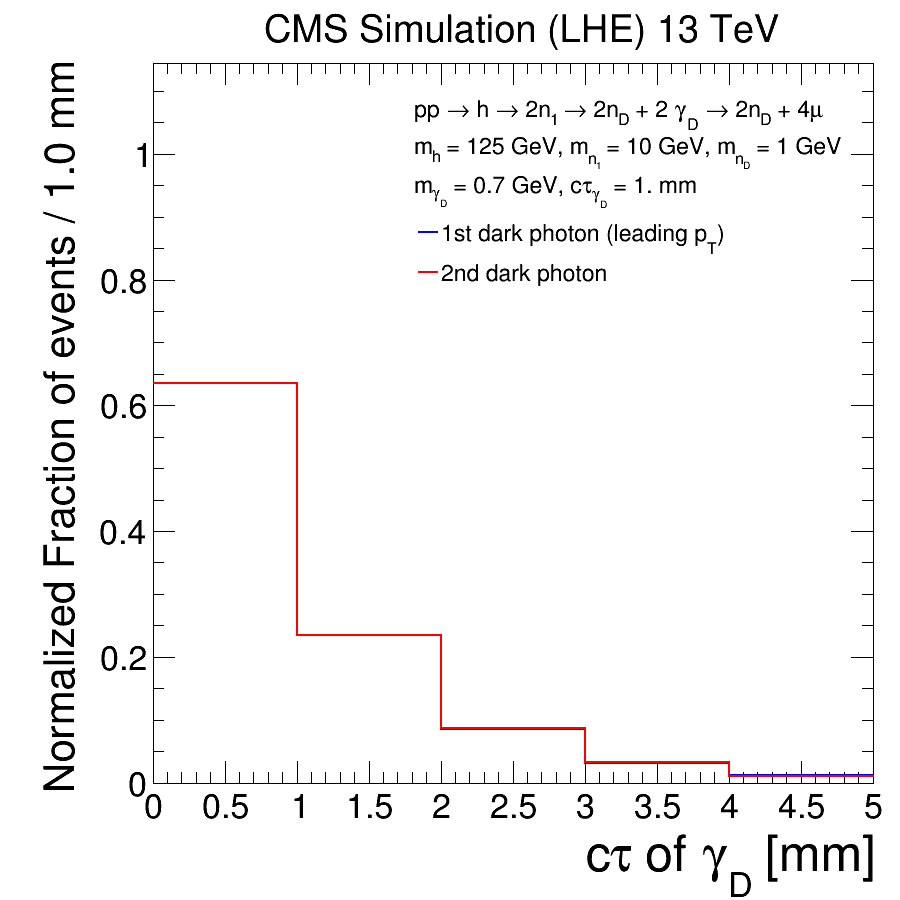 CMS Simulation (LHE) 13 TeV
Normalized Fraction of events / 1.0 mm
pp → h → 2n1 → 2nD + 2 γD → 2nD + 4μ
mh = 125 GeV, mn1 = 10 GeV, mnD = 1 GeV
mγD = 0.7 GeV, cτγD = 1. mm
1st dark photon (leading pT)
2nd dark photon
1
0.8
0.6
0.4
0.2
0
0 0.5 1 1.5 2 2.5 3 3.5 4 4.5 5
cτ of γD [mm]